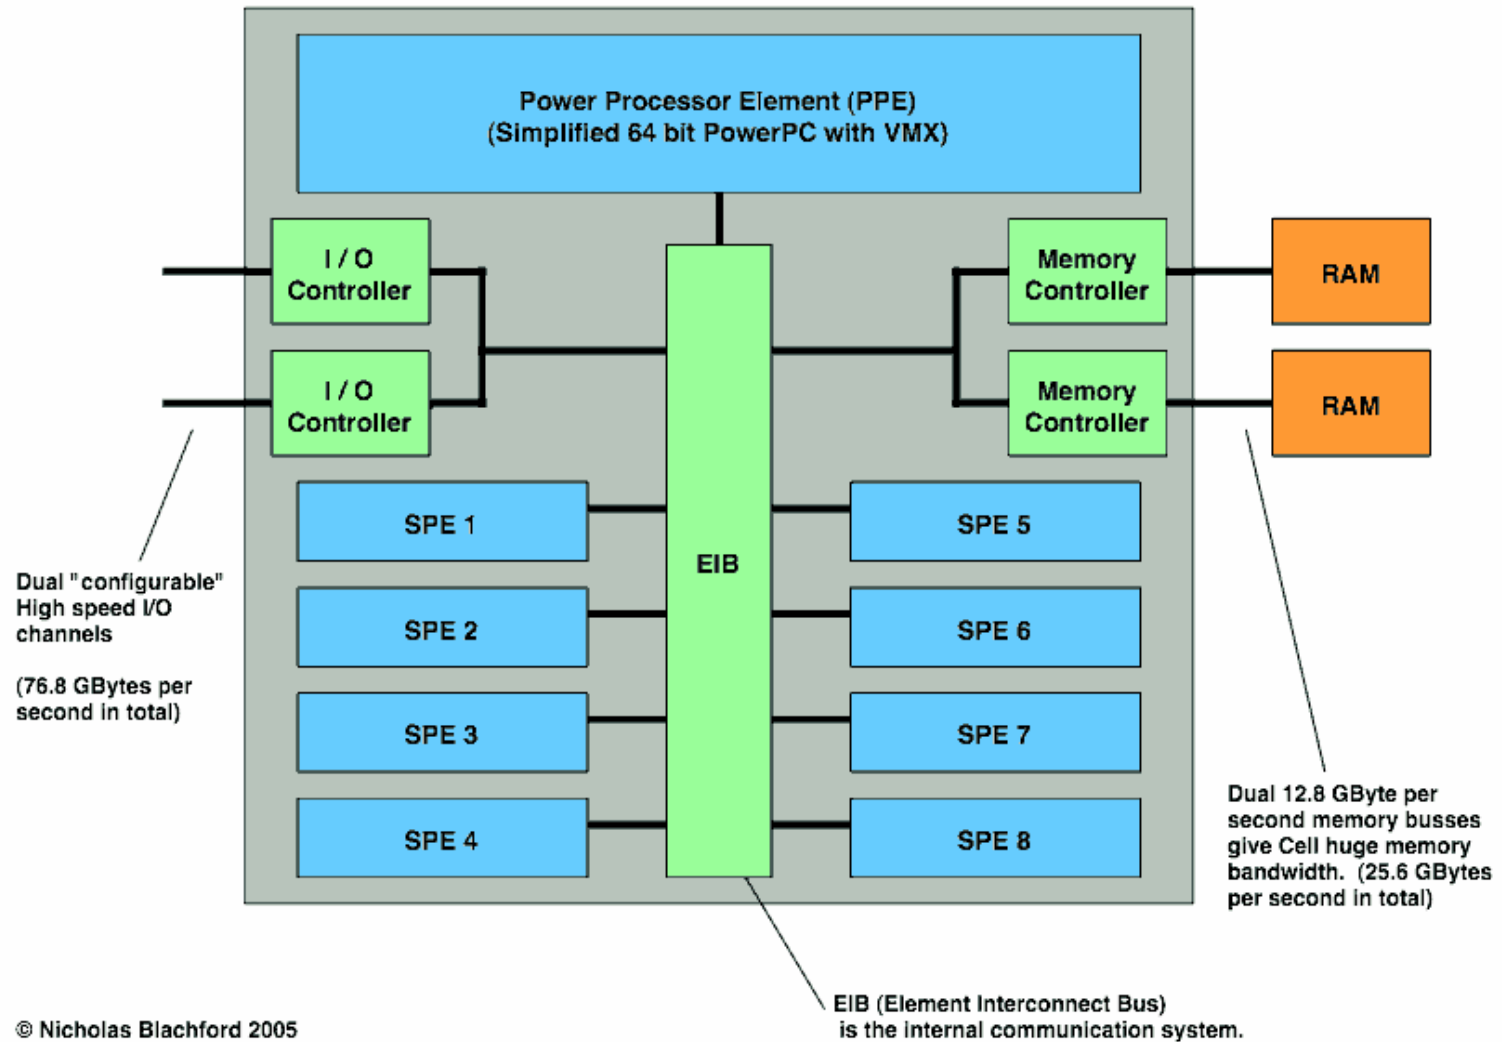 Power Processor Element (PPE)
(Simplified 64 bit PowerPC with VMX)
I / O
Controller
Memory
Controller
RAM
I / O
Controller
Memory
Controller
RAM
SPE 1
SPE 5
EIB
SPE 2
SPE 6
SPE 3
SPE 7
SPE 4
SPE 8
Dual "configurable"
High speed I/O
channels
(76.8 GBytes per
second in total)
Dual 12.8 GByte per
second memory busses
give Cell huge memory
bandwidth. (25.6 GBytes
per second in total)
EIB (Element Interconnect Bus)
is the internal communication system.
© Nicholas Blachford 2005